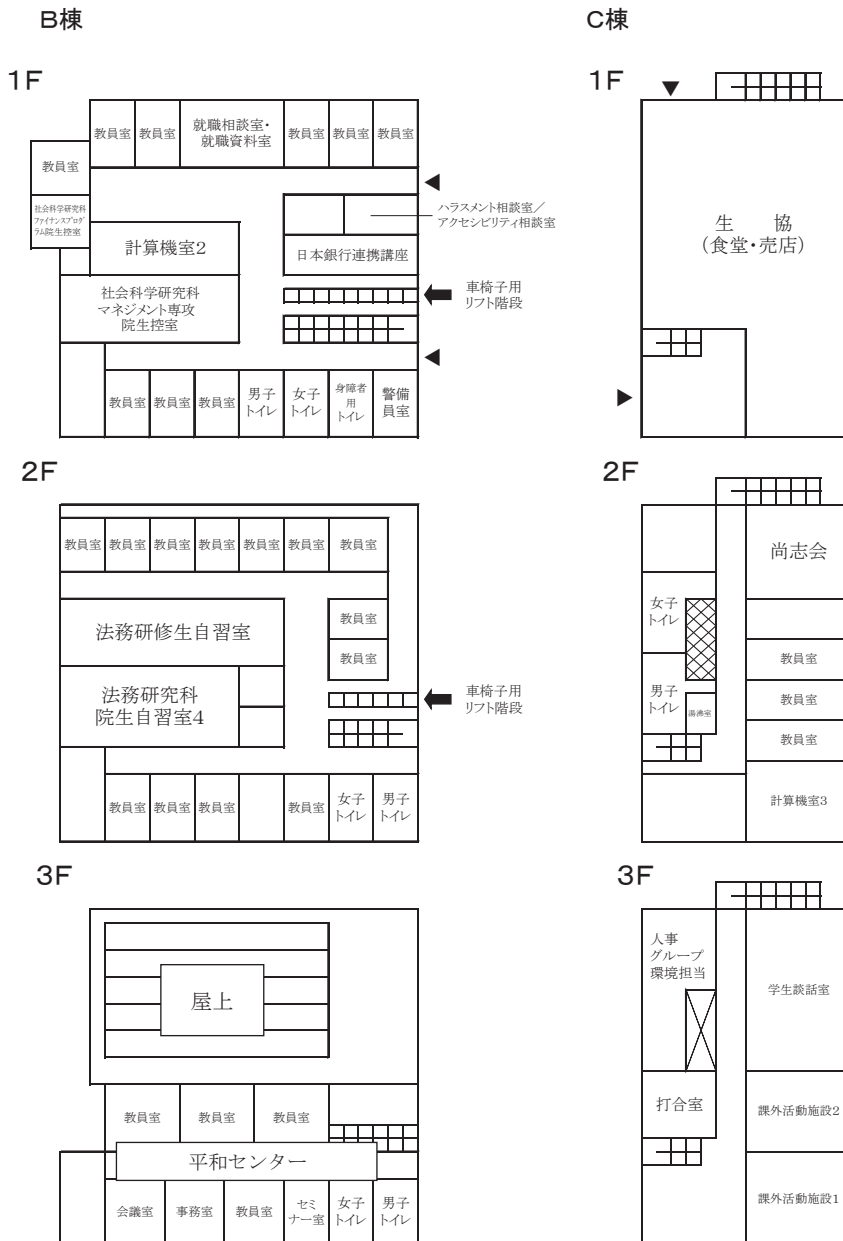 B棟
C棟
1F
教員室
教員室
就職相談室・
就職資料室
教員室
教員室
教員室
教員室
社会科学研究科
ファイナンスプログ
ラム院生控室
計算機室2
ハラスメント相談室/
アクセシビリティ相談室
日本銀行連携講座
社会科学研究科
マネジメント専攻
院生控室
車椅子用
リフト階段
教員室
教員室
教員室
男子
トイレ
女子
トイレ
身障者
用
トイレ
警備
員室
1F
生 協
(食堂・売店)
2F
教員室
教員室
教員室
教員室
教員室
教員室
教員室
法務研修生自習室
教員室
教員室
法務研究科
院生自習室4
車椅子用
リフト階段
教員室
教員室
教員室
教員室
女子
トイレ
男子
トイレ
2F
尚志会
女子
トイレ
教員室
男子
トイレ
湯沸室
教員室
教員室
計算機室3
3F
屋上
教員室
教員室
教員室
平和センター
会議室
事務室
教員室
セミ
ナー室
女子
トイレ
男子
トイレ
3F
人事
グループ
環境担当
学生談話室
打合室
課外活動施設2
課外活動施設1